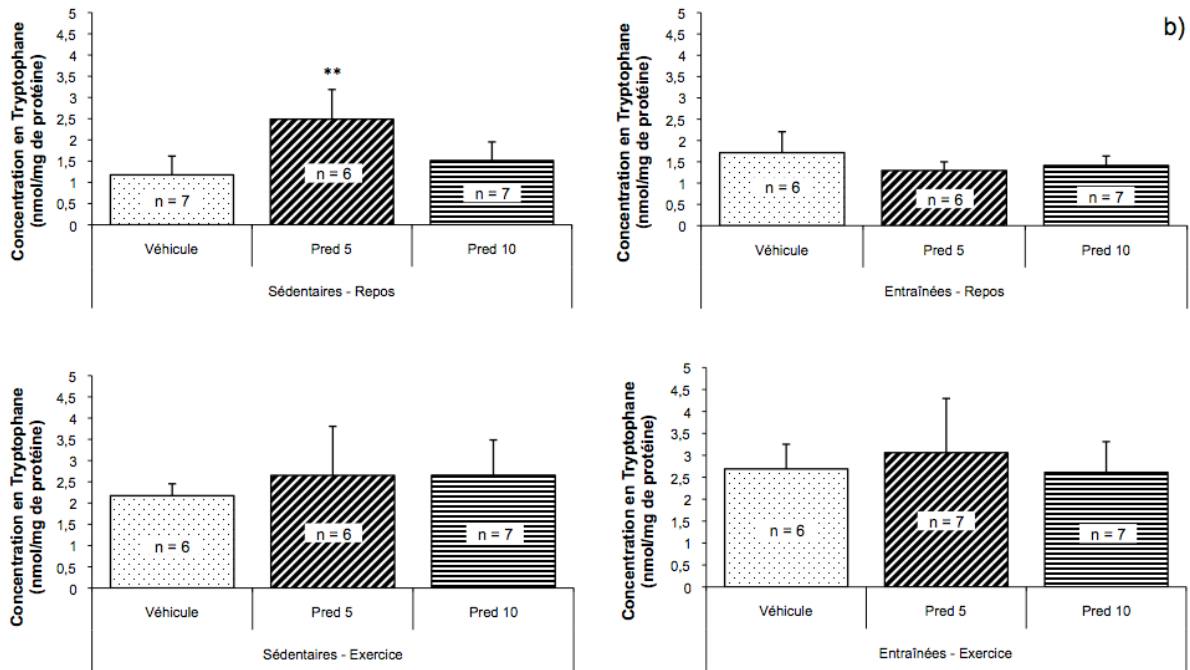 b)
Concentration en Tryptophane
(nmol/mg de protéine)
5
4,5
4
3,5
3
2,5
2
1,5
1
0,5
0
**
n = 7
n = 6
n = 7
Véhicule
Pred 5
Pred 10
Sédentaires - Repos
Concentration en Tryptophane
(nmol/mg de protéine)
5
4,5
4
3,5
3
2,5
2
1,5
1
0,5
0
n = 6
n = 6
n = 7
Véhicule
Pred 5
Pred 10
Entraînées - Repos
Concentration en Tryptophane
(nmol/mg de protéine)
5
4,5
4
3,5
3
2,5
2
1,5
1
0,5
0
n = 6
n = 6
n = 7
Véhicule
Pred 5
Pred 10
Sédentaires - Exercice
Concentration en Tryptophane
(nmol/mg de protéine)
5
4,5
4
3,5
3
2,5
2
1,5
1
0,5
0
n = 6
n = 7
n = 7
Véhicule
Pred 5
Pred 10
Entraînées - Exercice